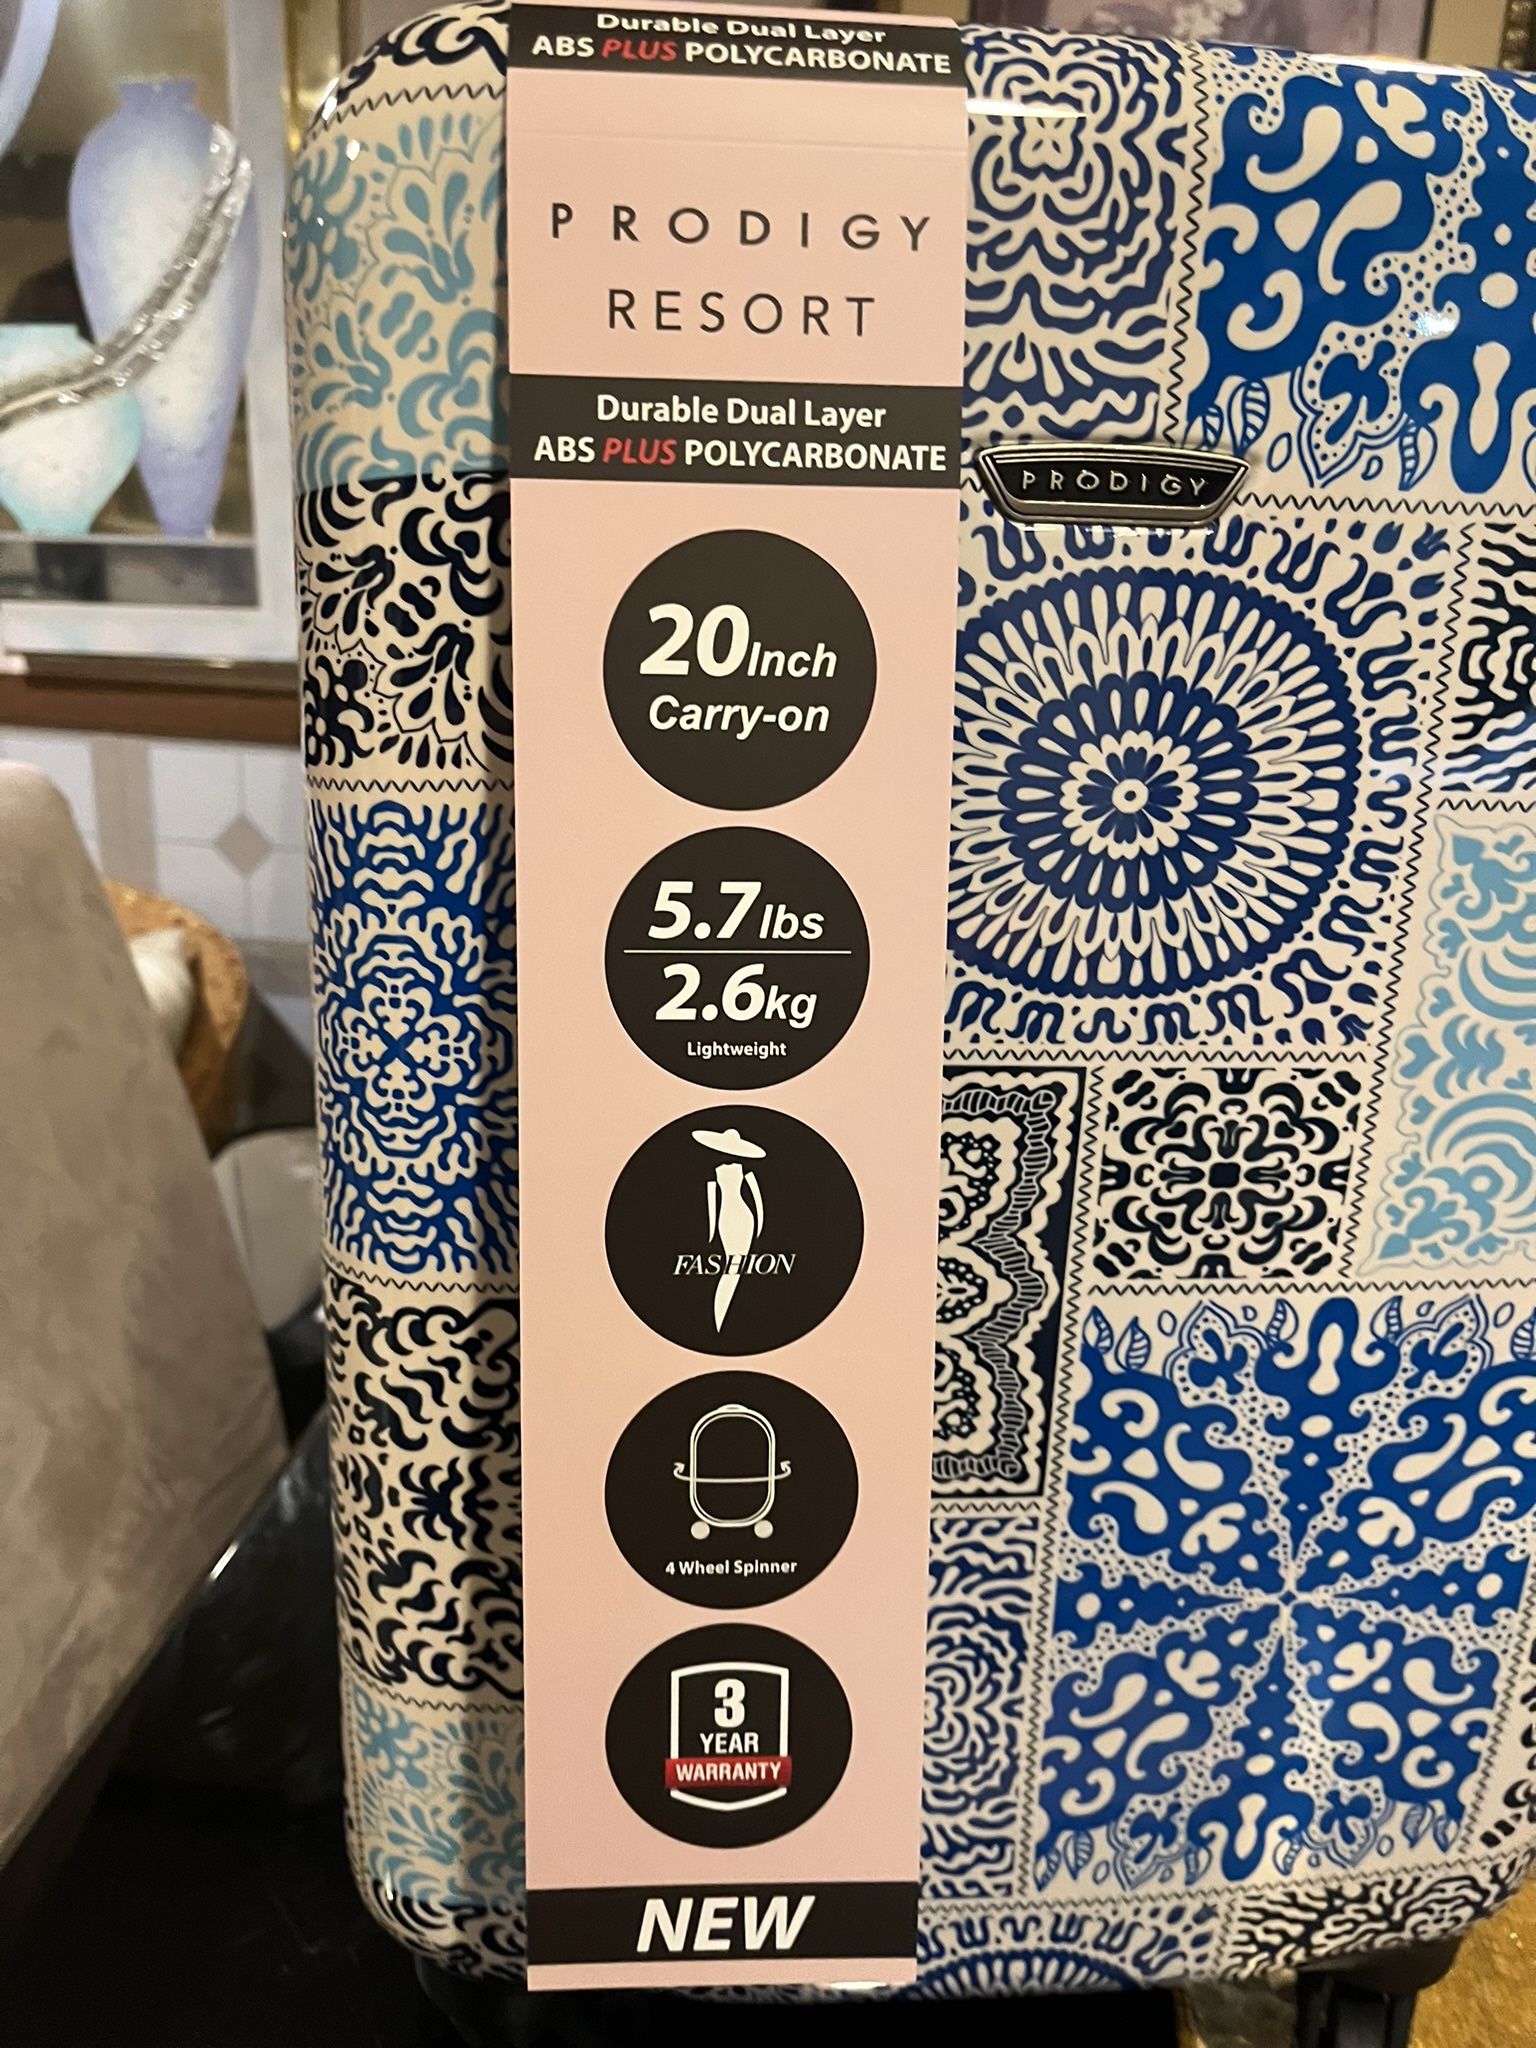 Durable Dual Layer
ABS PLUS POLYCARBONATE
PRODIGY
RESORT
Durable Dual Layer
ABS PLUS POLYCARBONATE
PRODIGY
20Inch
Carry-on
5.7lbs
2.6kg
Lightweight
FASHION
4 Wheel Spinner
3
YEAR
WARRANTY
NEW